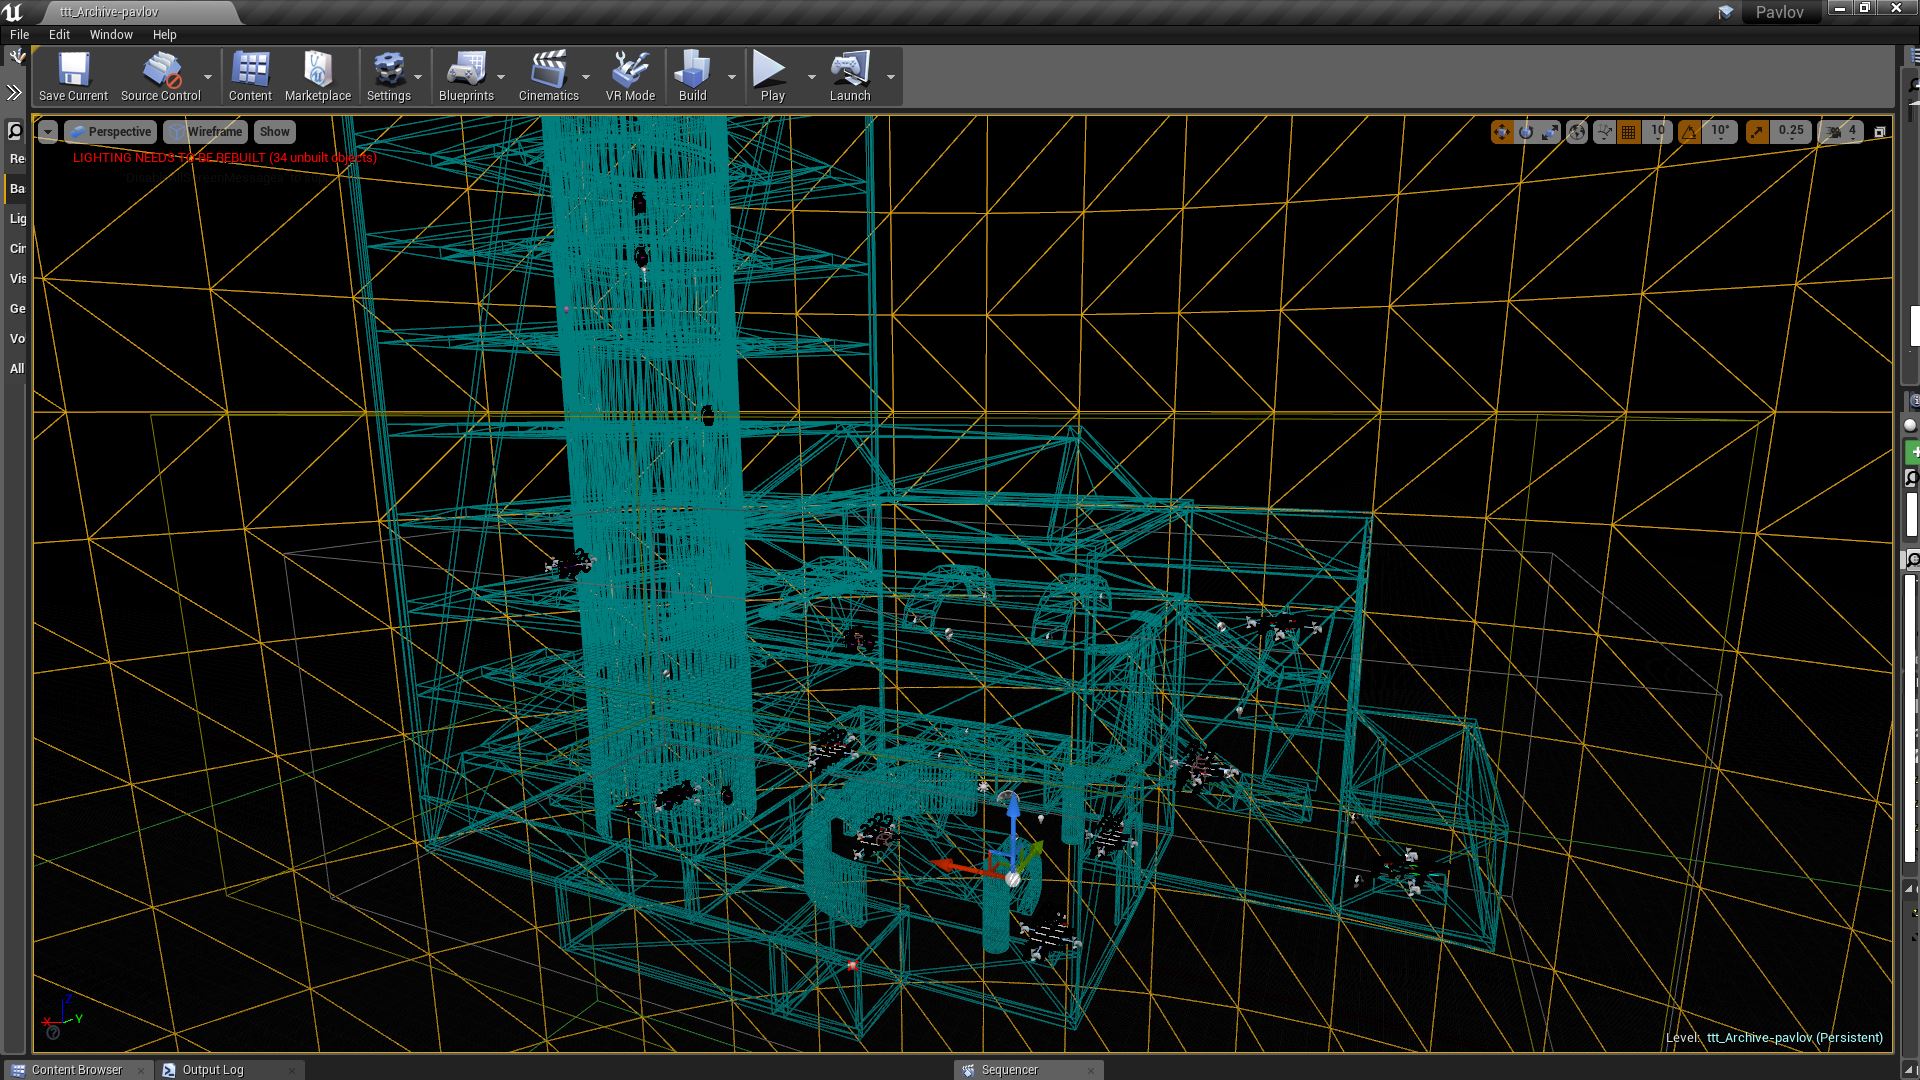 ttt_Archive-pavlov
Pavlov
File Edit Window Help
Save Current Source Control Content Marketplace Settings Blueprints Cinematics VR Mode Build Play Launch
Perspective Wireframe Show
10 10° 0.25 4
LIGHTING NEEDS TO BE REBUILT (34 unbuilt objects)
Re
Ba
Lig
Cin
Vis
Ge
Vo
All
Z
X Y
Level: ttt_Archive-pavlov (Persistent)
Content Browser Output Log Sequencer